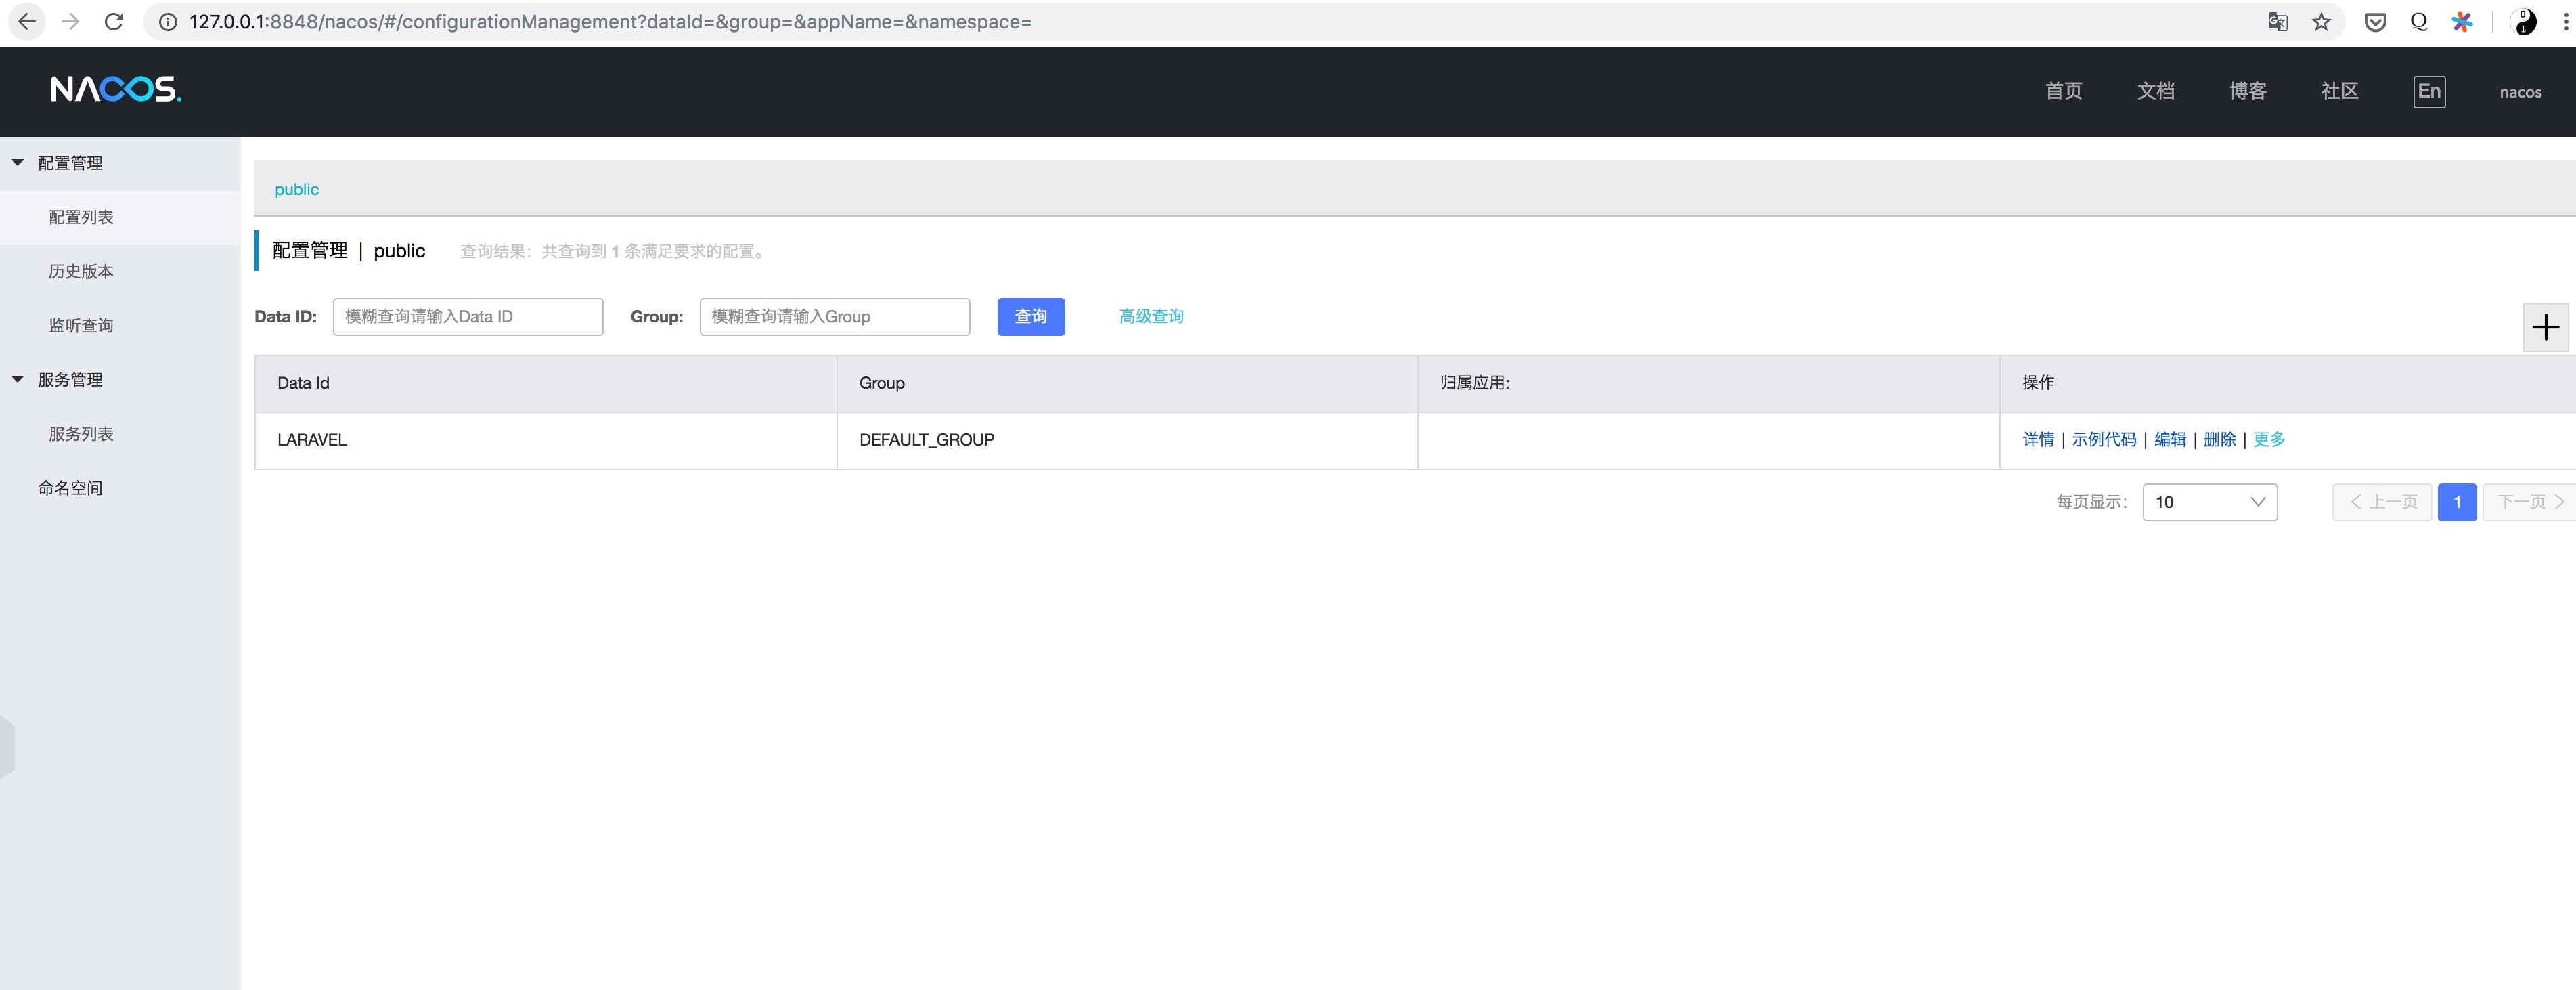 127.0.0.1:8848/nacos/#/configurationManagement?dataId=&group=&appName=&namespace=
NACOS.
首页 文档 博客 社区 En nacos
配置管理
配置列表
历史版本
监听查询
服务管理
服务列表
命名空间
public
配置管理 | public 查询结果：共查询到 1 条满足要求的配置。
Data ID: 模糊查询请输入Data ID Group: 模糊查询请输入Group 查询 高级查询
Data Id Group 归属应用: 操作
LARAVEL DEFAULT_GROUP 详情 | 示例代码 | 编辑 | 删除 | 更多
每页显示: 10 上一页 1 下一页